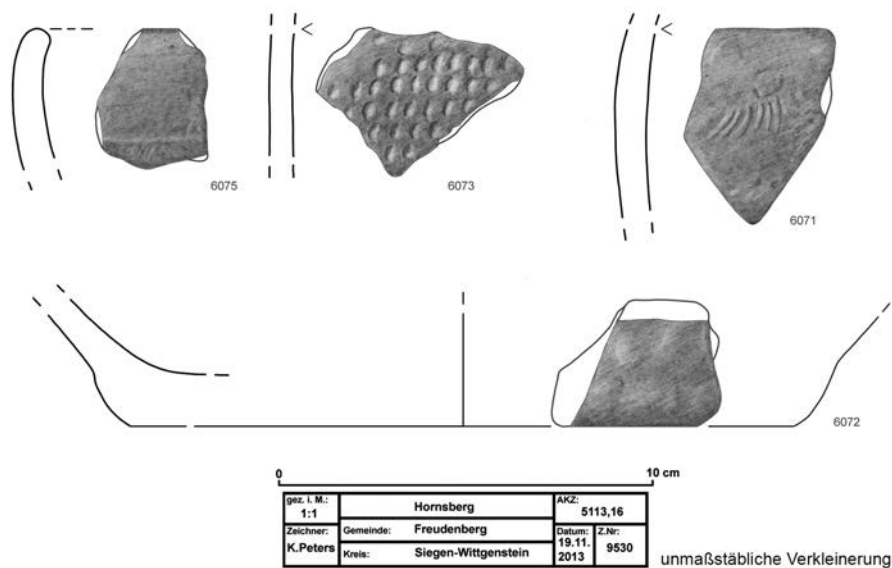 6075
6073
6071
6072
0 10 cm
gez. i. M.: Hornsberg AKZ:
1:1 5113,16
Zeichner: Gemeinde: Freudenberg Datum: Z.Nr:
K.Peters Kreis: Siegen-Wittgenstein 19.11. 9530
2013
unmaßstäbliche Verkleinerung